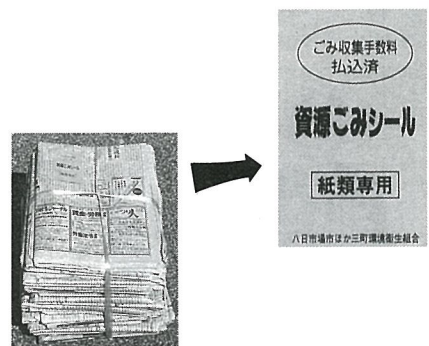 ごみ収集手数料
払込済
資源ごみシール
紙類専用
八日市場市ほか三町環境衛生組合